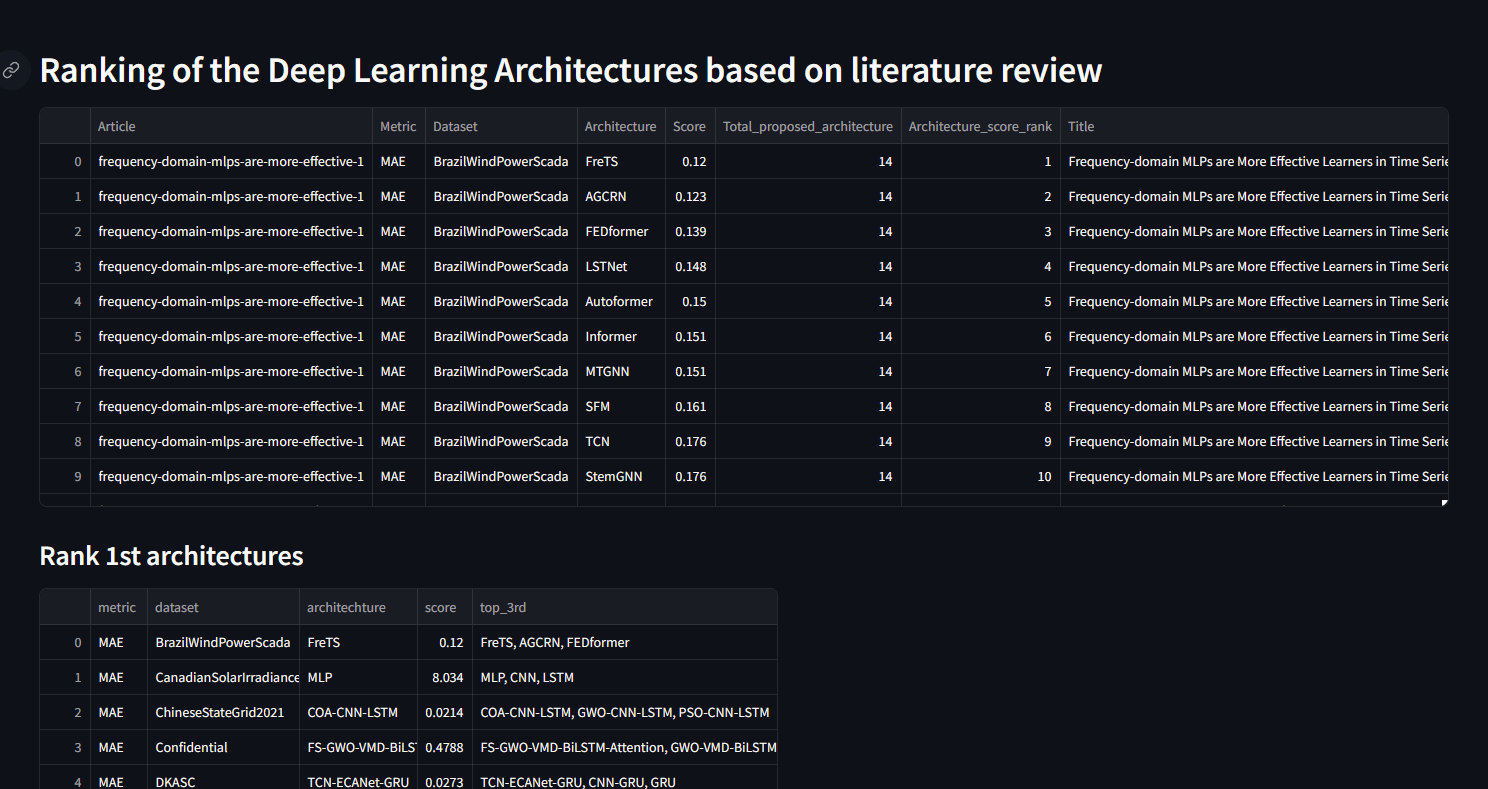 Ranking of the Deep Learning Architectures based on literature review
Article Metric Dataset Architecture Score Total_proposed_architecture Architecture_score_rank Title
0 frequency-domain-mlps-are-more-effective-1 MAE BrazilWindPowerScada FreTS 0.12 14 1 Frequency-domain MLPs are More Effective Learners in Time Serie
1 frequency-domain-mlps-are-more-effective-1 MAE BrazilWindPowerScada AGCRN 0.123 14 2 Frequency-domain MLPs are More Effective Learners in Time Serie
2 frequency-domain-mlps-are-more-effective-1 MAE BrazilWindPowerScada FEDformer 0.139 14 3 Frequency-domain MLPs are More Effective Learners in Time Serie
3 frequency-domain-mlps-are-more-effective-1 MAE BrazilWindPowerScada LSTNet 0.148 14 4 Frequency-domain MLPs are More Effective Learners in Time Serie
4 frequency-domain-mlps-are-more-effective-1 MAE BrazilWindPowerScada Autoformer 0.15 14 5 Frequency-domain MLPs are More Effective Learners in Time Serie
5 frequency-domain-mlps-are-more-effective-1 MAE BrazilWindPowerScada Informer 0.151 14 6 Frequency-domain MLPs are More Effective Learners in Time Serie
6 frequency-domain-mlps-are-more-effective-1 MAE BrazilWindPowerScada MTGNN 0.151 14 7 Frequency-domain MLPs are More Effective Learners in Time Serie
7 frequency-domain-mlps-are-more-effective-1 MAE BrazilWindPowerScada SFM 0.161 14 8 Frequency-domain MLPs are More Effective Learners in Time Serie
8 frequency-domain-mlps-are-more-effective-1 MAE BrazilWindPowerScada TCN 0.176 14 9 Frequency-domain MLPs are More Effective Learners in Time Serie
9 frequency-domain-mlps-are-more-effective-1 MAE BrazilWindPowerScada StemGNN 0.176 14 10 Frequency-domain MLPs are More Effective Learners in Time Serie
Rank 1st architectures
metric dataset architechture score top_3rd
0 MAE BrazilWindPowerScada FreTS 0.12 FreTS, AGCRN, FEDformer
1 MAE CanadianSolarIrradiance MLP 8.034 MLP, CNN, LSTM
2 MAE ChineseStateGrid2021 COA-CNN-LSTM 0.0214 COA-CNN-LSTM, GWO-CNN-LSTM, PSO-CNN-LSTM
3 MAE Confidential FS-GWO-VMD-BiLS 0.4788 FS-GWO-VMD-BiLSTM-Attention, GWO-VMD-BiLSTM
4 MAE DKASC TCN-ECANet-GRU 0.0273 TCN-ECANet-GRU, CNN-GRU, GRU